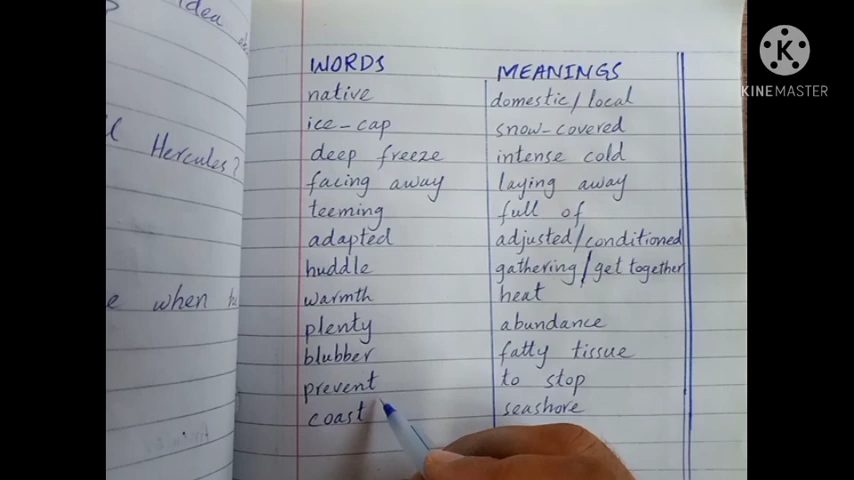 idea
Hercules?
when
WORDS MEANINGS
native domestic/local
ice-cap snow-covered
deep freeze intense cold
facing away laying away
teeming full of
adapted adjusted/conditioned
huddle gathering/get together
warmth heat
plenty abundance
blubber fatty tissue
prevent to stop
coast seashore
K
KINEMASTER